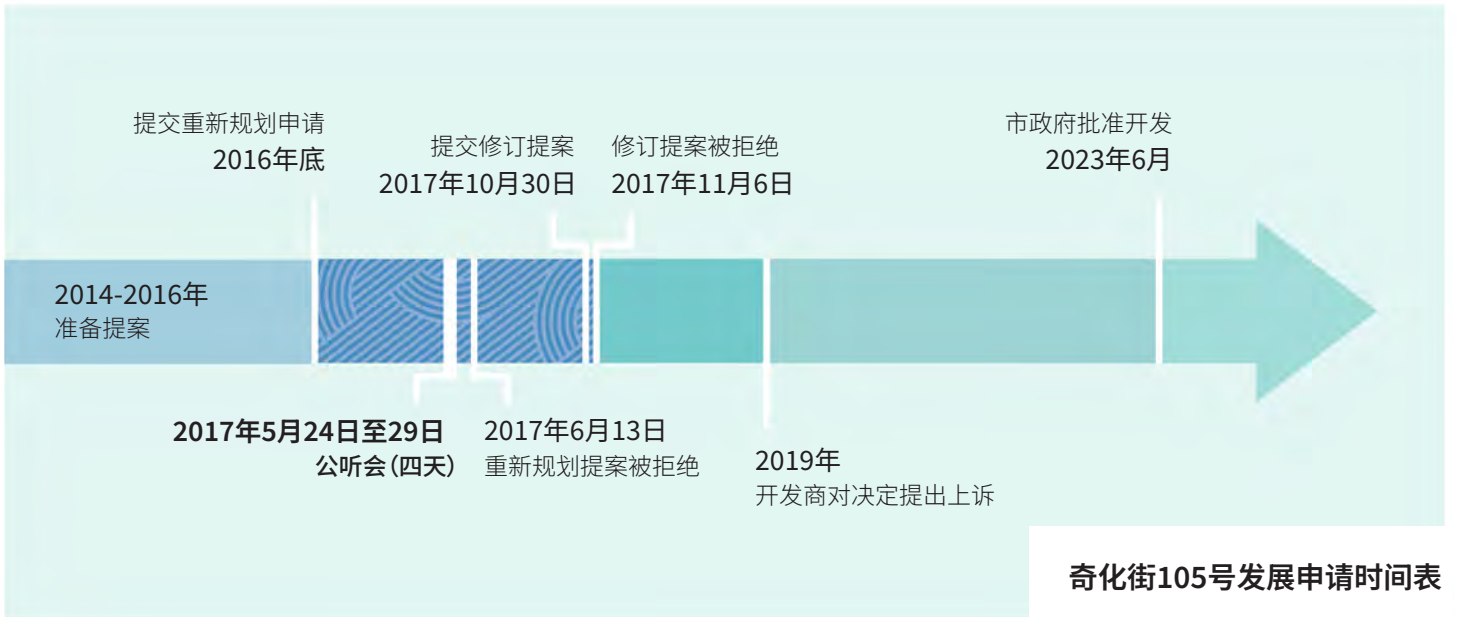 提交重新规划申请
2016年底
提交修订提案
2017年10月30日
修订提案被拒绝
2017年11月6日
市政府批准开发
2023年6月
2014-2016年
准备提案
2017年5月24日至29日
公听会（四天）
2017年6月13日
重新规划提案被拒绝
2019年
开发商对决定提出上诉
奇化街105号发展申请时间表